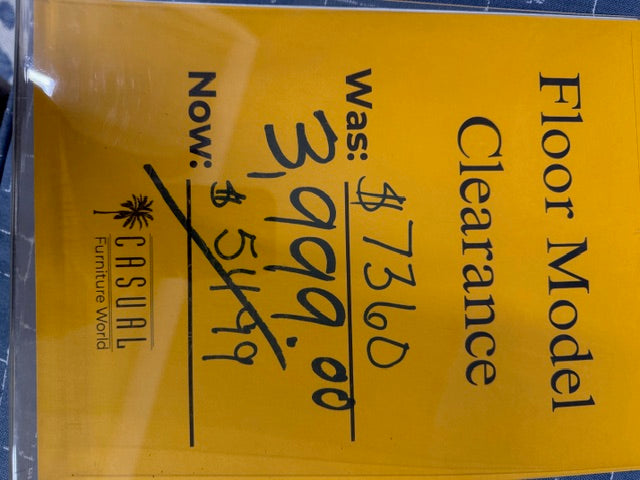 Floor Model
Clearance
Was: $7360
3,999.00
Now: $5499
CASUAL
Furniture World